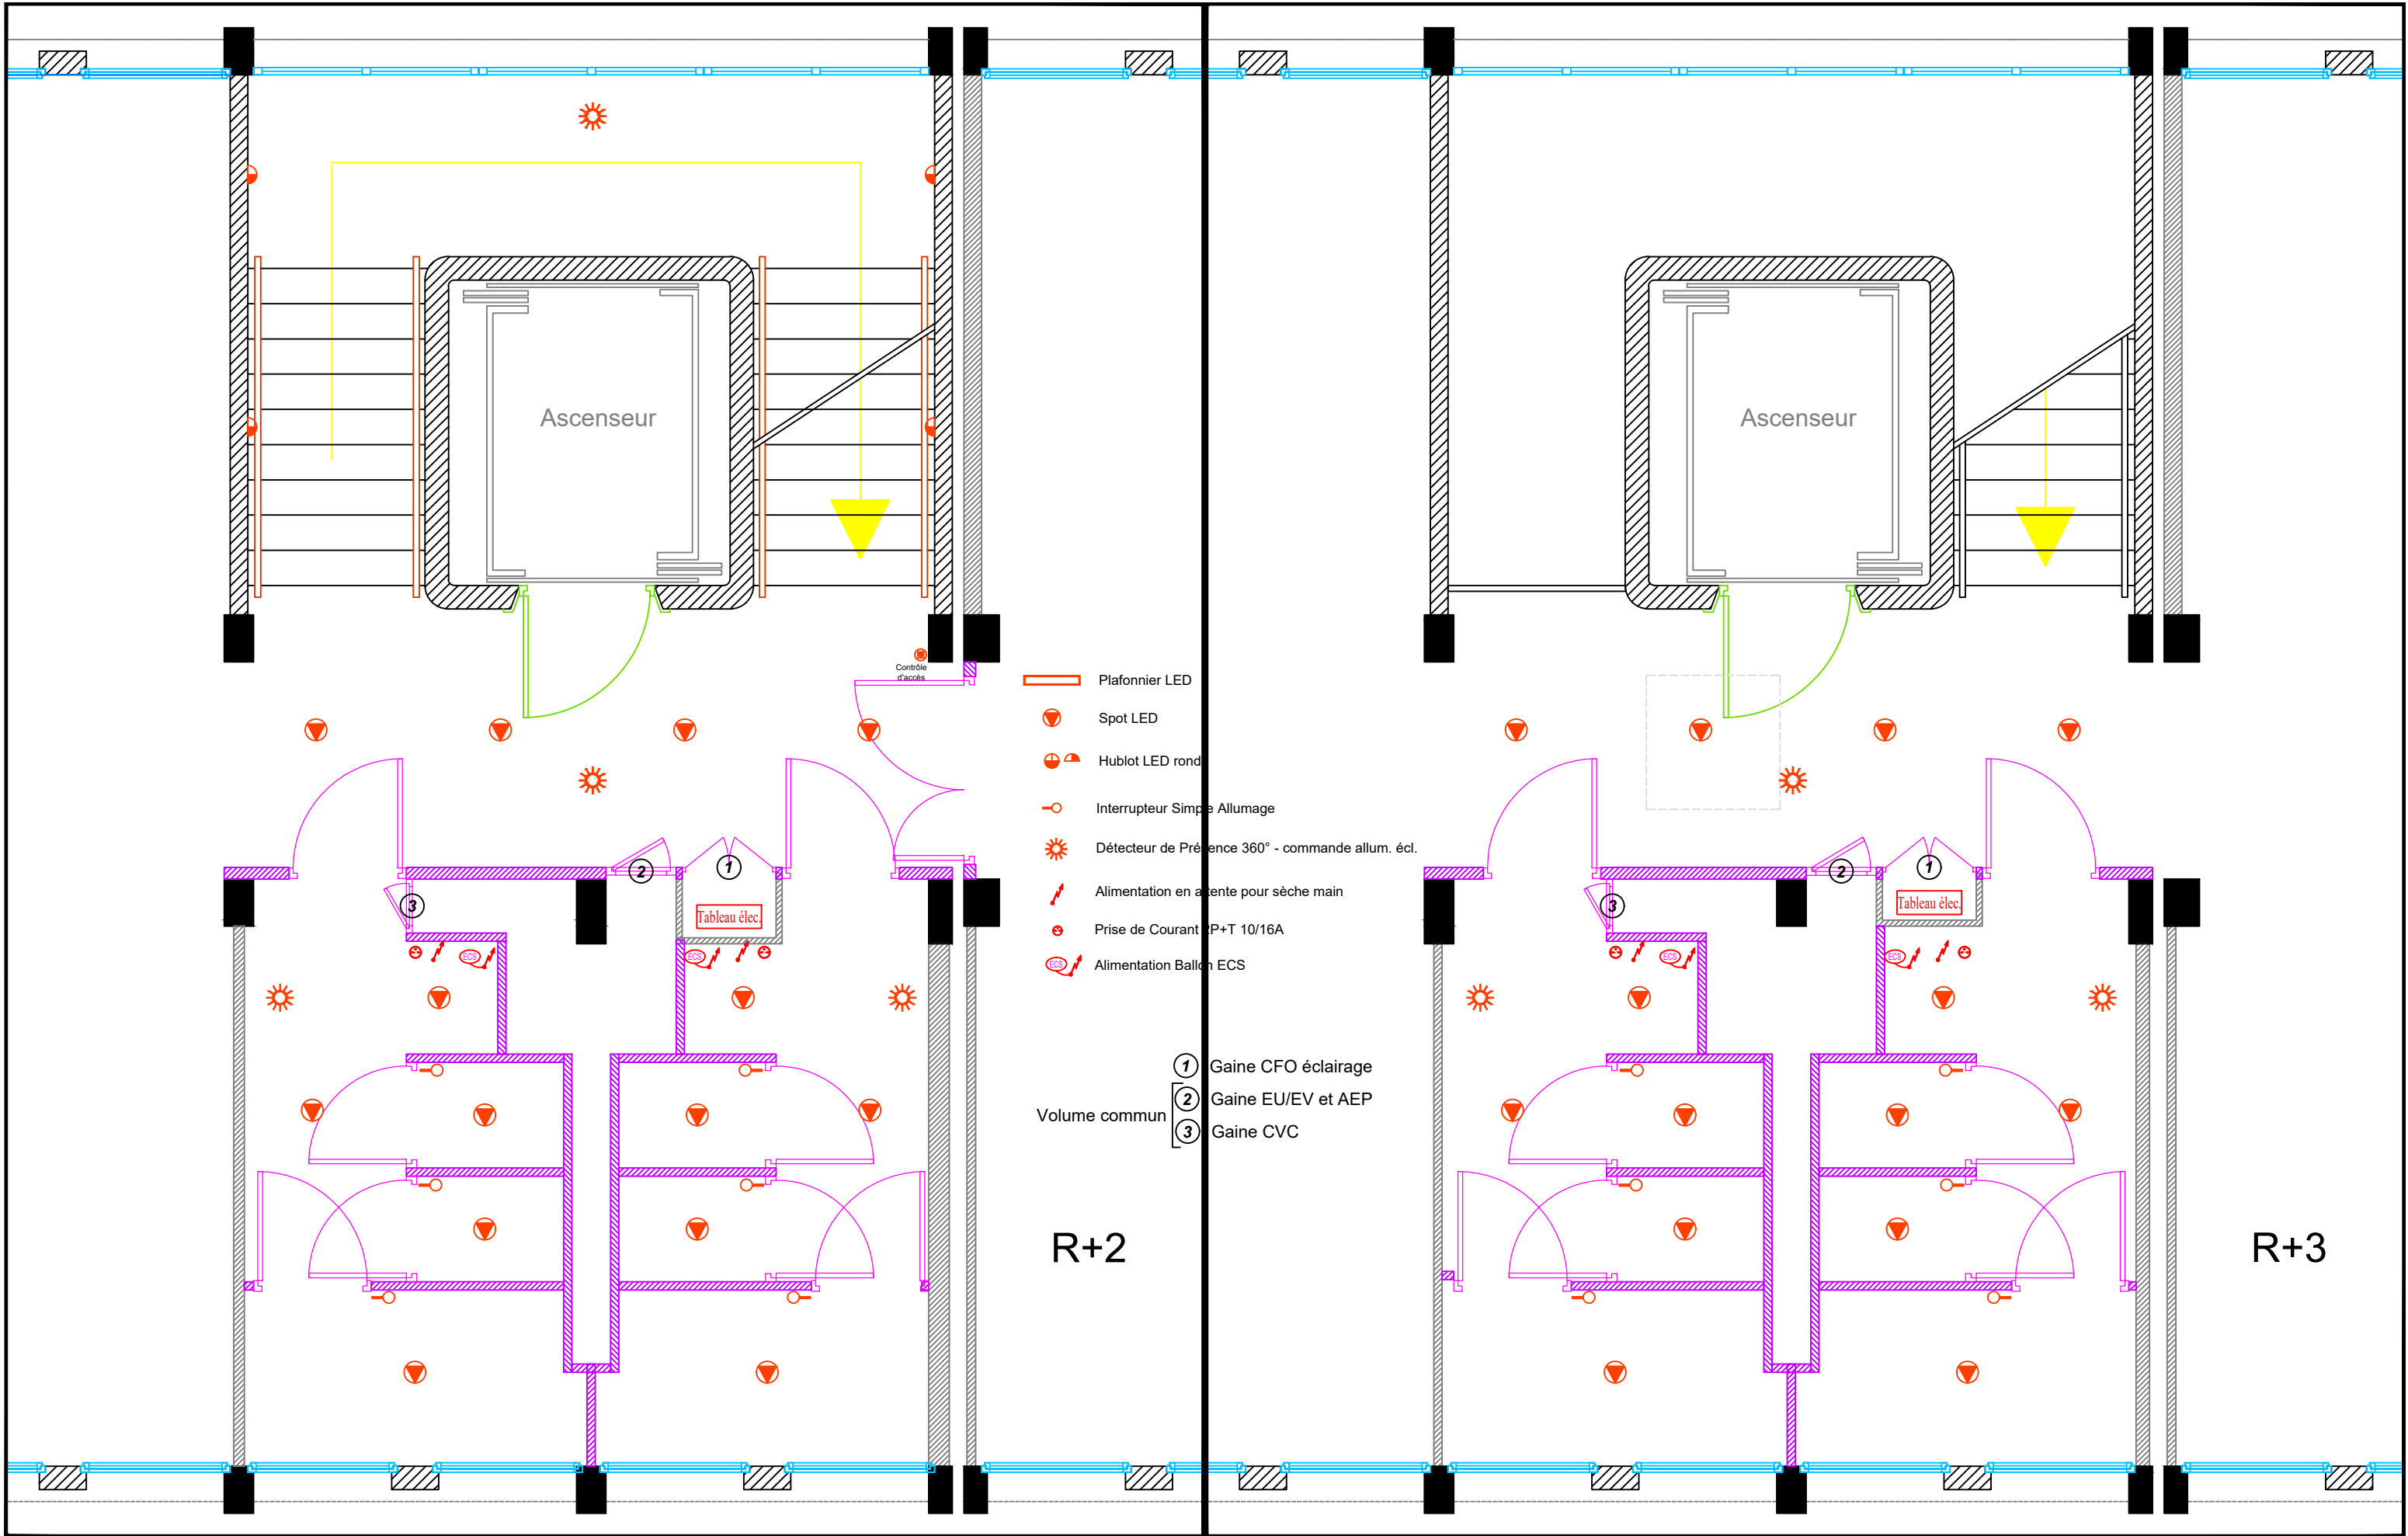 Ascenseur
Ascenseur
Contrôle
d'accès
Plafonnier LED
Spot LED
Hublot LED rond
Interrupteur Simple Allumage
Détecteur de Présence 360° - commande allum. écl.
Alimentation en attente pour sèche main
Prise de Courant 2P+T 10/16A
ECS Alimentation Ballon ECS
2
1
3
Tableau élec.
ECS
ECS
2
1
3
Tableau élec.
ECS
ECS
1 Gaine CFO éclairage
Volume commun
2 Gaine EU/EV et AEP
3 Gaine CVC
R+2
R+3